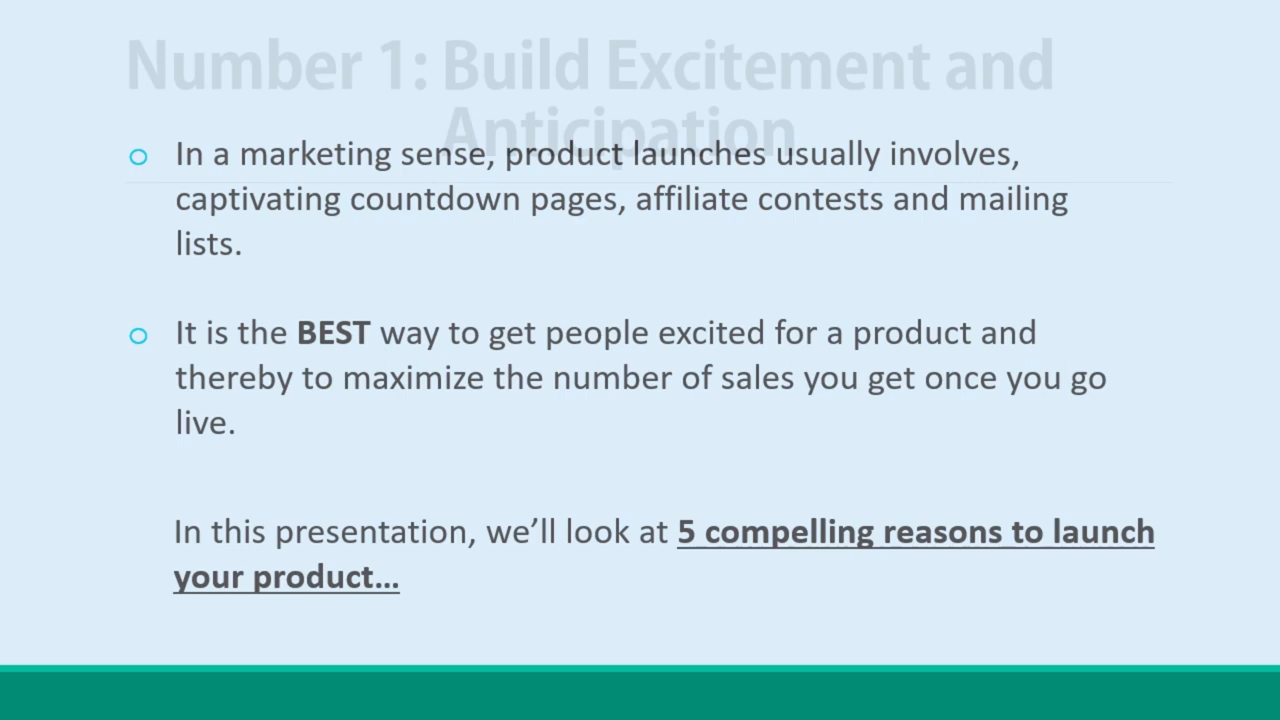 Number 1: Build Excitement and
Anticipation
o In a marketing sense, product launches usually involves,
captivating countdown pages, affiliate contests and mailing
lists.
o It is the BEST way to get people excited for a product and
thereby to maximize the number of sales you get once you go
live.
In this presentation, we’ll look at 5 compelling reasons to launch
your product…